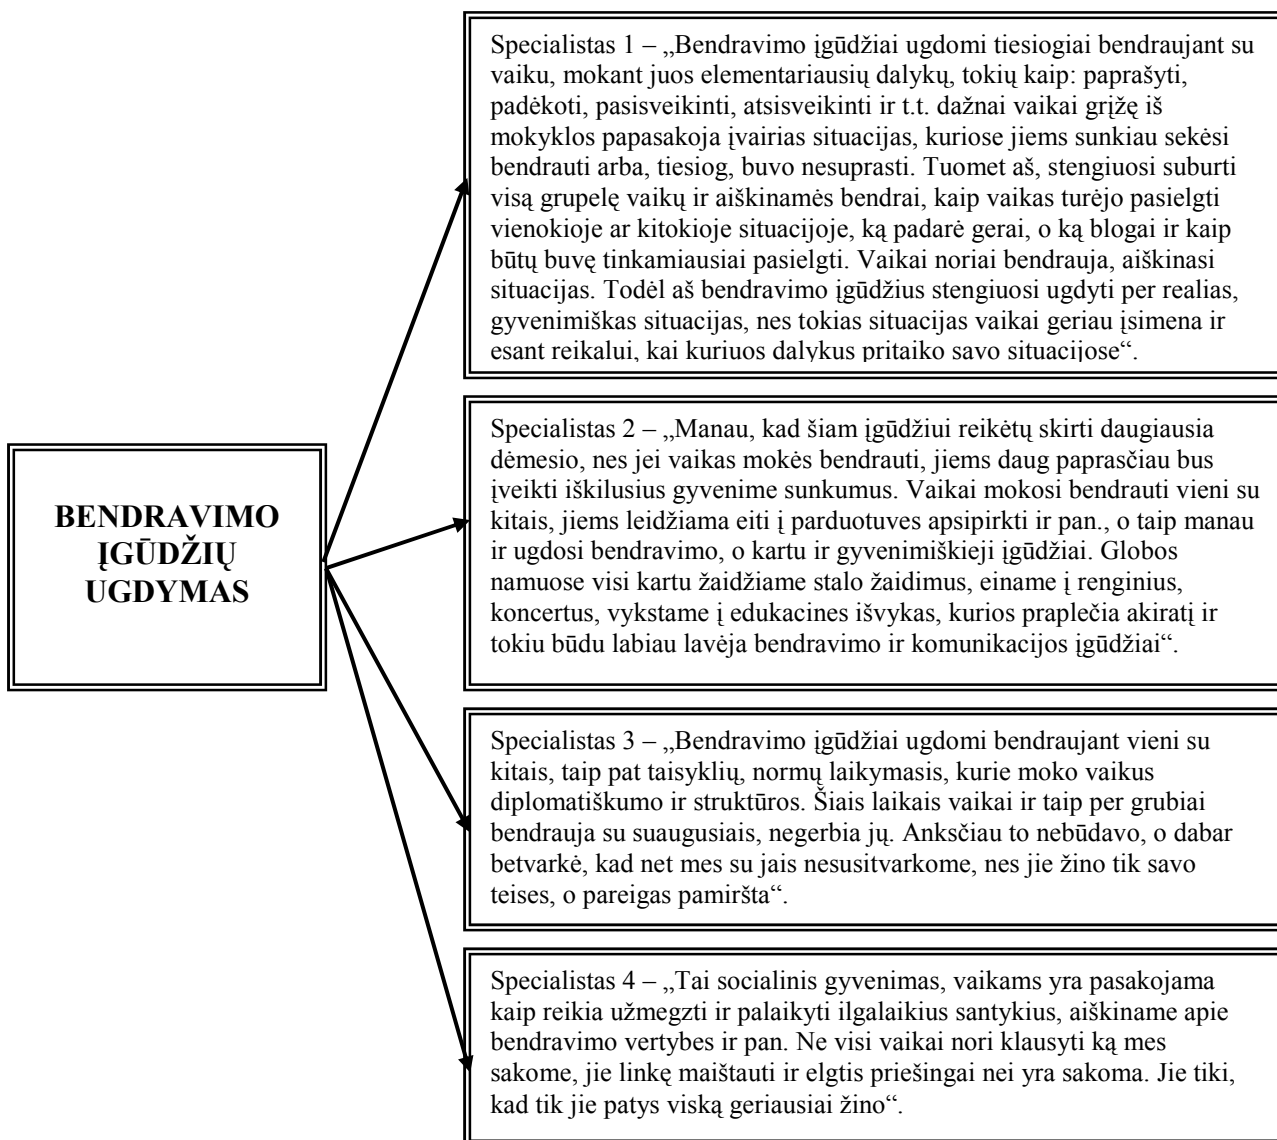 BENDRAVIMO
ĮGŪDŽIŲ
UGDYMAS
Specialistas 1 – „Bendravimo įgūdžiai ugdomi tiesiogiai bendraujant su
vaiku, mokant juos elementariausių dalykų, tokių kaip: paprašyti,
padėkoti, pasisveikinti, atsisveikinti ir t.t. dažnai vaikai grįžę iš
mokyklos papasakoja įvairias situacijas, kuriose jiems sunkiau sekėsi
bendrauti arba, tiesiog, buvo nesuprasti. Tuomet aš, stengiuosi suburti
visą grupelę vaikų ir aiškinamės bendrai, kaip vaikas turėjo pasielgti
vienokioje ar kitokioje situacijoje, ką padarė gerai, o ką blogai ir kaip
būtų buvę tinkamiausiai pasielgti. Vaikai noriai bendrauja, aiškinasi
situacijas. Todėl aš bendravimo įgūdžius stengiuosi ugdyti per realias,
gyvenimiškas situacijas, nes tokias situacijas vaikai geriau įsimena ir
esant reikalui, kai kuriuos dalykus pritaiko savo situacijose“.
Specialistas 2 – „Manau, kad šiam įgūdžiui reikėtų skirti daugiausia
dėmesio, nes jei vaikas mokės bendrauti, jiems daug paprasčiau bus
įveikti iškilusius gyvenime sunkumus. Vaikai mokosi bendrauti vieni su
kitais, jiems leidžiama eiti į parduotuves apsipirkti ir pan., o taip manau
ir ugdosi bendravimo, o kartu ir gyvenimiškieji įgūdžiai. Globos
namuose visi kartu žaidžiame stalo žaidimus, einame į renginius,
koncertus, vykstame į edukacines išvykas, kurios praplečia akiratį ir
tokiu būdu labiau lavėja bendravimo ir komunikacijos įgūdžiai“.
Specialistas 3 – „Bendravimo įgūdžiai ugdomi bendraujant vieni su
kitais, taip pat taisyklių, normų laikymasis, kurie moko vaikus
diplomatiškumo ir struktūros. Šiais laikais vaikai ir taip per grubiai
bendrauja su suaugusiais, negerbia jų. Anksčiau to nebūdavo, o dabar
betvarkė, kad net mes su jais nesusitvarkome, nes jie žino tik savo
teises, o pareigas pamiršta“.
Specialistas 4 – „Tai socialinis gyvenimas, vaikams yra pasakojama
kaip reikia užmegzti ir palaikyti ilgalaikius santykius, aiškiname apie
bendravimo vertybes ir pan. Ne visi vaikai nori klausyti ką mes
sakome, jie linkę maištauti ir elgtis priešingai nei yra sakoma. Jie tiki,
kad tik jie patys viską geriausiai žino“.